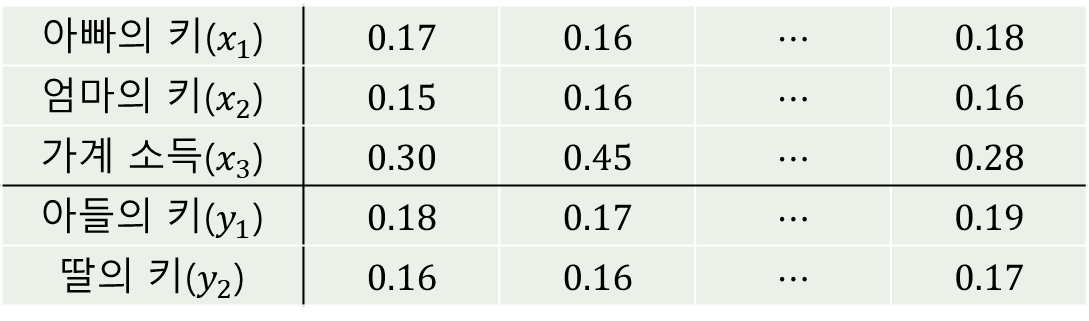 아빠의 키(x₁) 0.17 0.16 ⋯ 0.18
엄마의 키(x₂) 0.15 0.16 ⋯ 0.16
가계 소득(x₃) 0.30 0.45 ⋯ 0.28
아들의 키(y₁) 0.18 0.17 ⋯ 0.19
딸의 키(y₂) 0.16 0.16 ⋯ 0.17